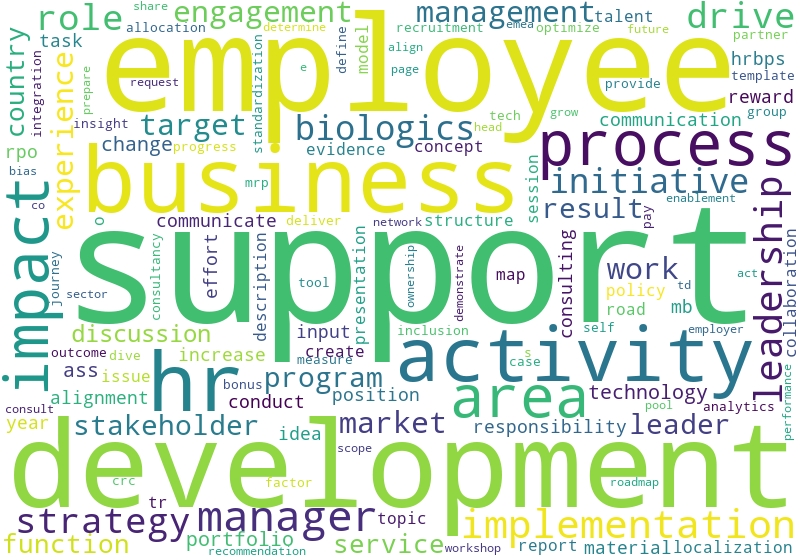 share
role
engagement
management
talent
drive
task
allocation
determine
recruitment
emea
optimize
future
partner
country
integration
experience
prepare
employee
define
model
align
page
hrbps
request
e
provide
template
insight
target
standardization
biologics
tech
grow
communication
reward
group
rpo
change
progress
evidence
concept
head
process
bias
business
mrp
session
initiative
co
impact
o
communicate
deliver
network
structure
result
pay
enablement
leadership
journey
sector
consultancy
effort
description
support
tool
presentation
ownership
demonstrate
map
consulting
work
policy
td
act
collaboration
road
mb
discussion
input
inclusion
self
employer
outcome
dive
increase
create
measure
activity
s
case
ass
issue
hr
bonus
program
position
area
technology
analytics
performance
consult
alignment
conduct
pool
year
stakeholder
idea
market
responsibility
leader
scope
development
crc
factor
roadmap
tr
strategy
manager
topic
implementation
function
portfolio
recommendation
service
workshop
report
material
localization